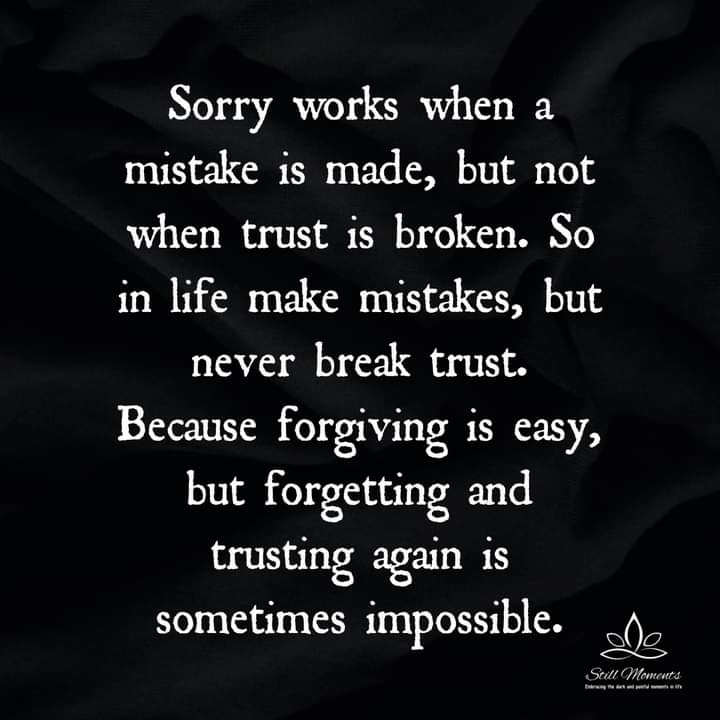 Sorry works when a
mistake is made, but not
when trust is broken. So
in life make mistakes, but
never break trust.
Because forgiving is easy,
but forgetting and
trusting again is
sometimes impossible.
Still Moments
Embracing the dark and painful moments in life